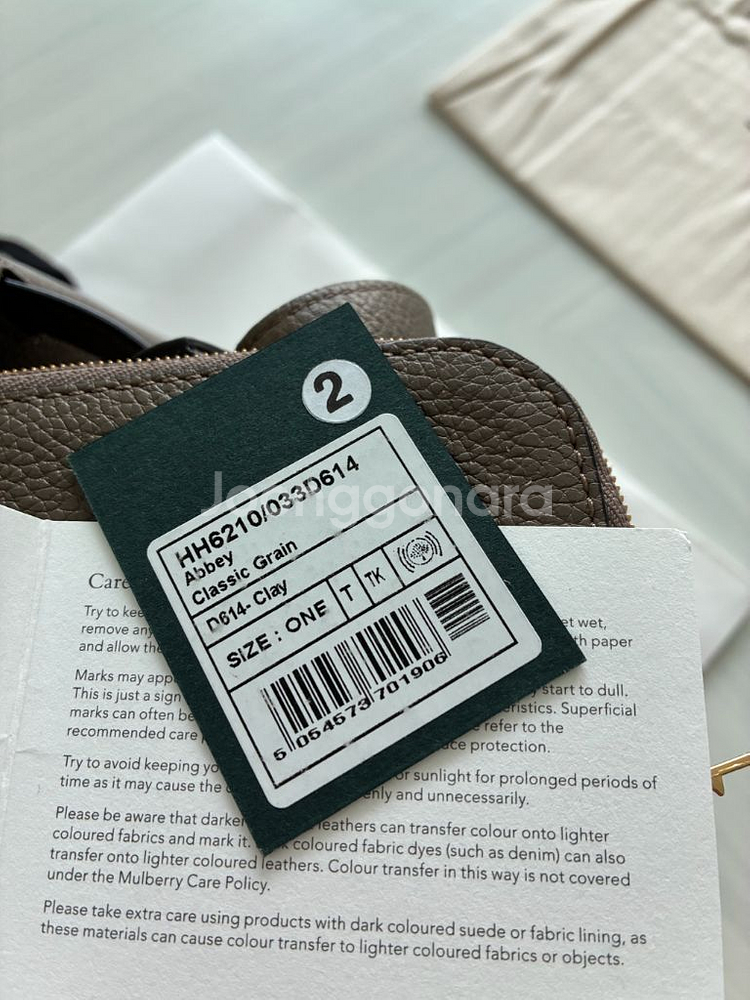 2
HH6210/033D614
Abbey
Classic Grain
D614- Clay
SIZE : ONE
T
TK
5 054573 701906
Joonggonara
Care
Try to keep
et wet,
remove any
th paper
and allow the
Marks may app
start to dull.
This is just a sign
ristics. Superficial
marks can often be
refer to the
recommended care
ce protection.
Try to avoid keeping yo
or sunlight for prolonged periods of
time as it may cause the
enly and unnecessarily.
Please be aware that darker
leathers can transfer colour onto lighter
coloured fabrics and mark it.
coloured fabric dyes (such as denim) can also
transfer onto lighter coloured leathers. Colour transfer in this way is not covered
under the Mulberry Care Policy.
Please take extra care using products with dark coloured suede or fabric lining, as
these materials can cause colour transfer to lighter coloured fabrics or objects.